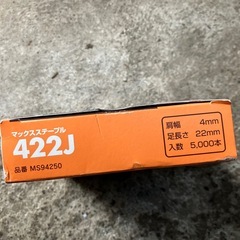 マックスステープル
422J
品番 MS94250
肩幅 4mm
足長さ 22mm
入数 5,000本